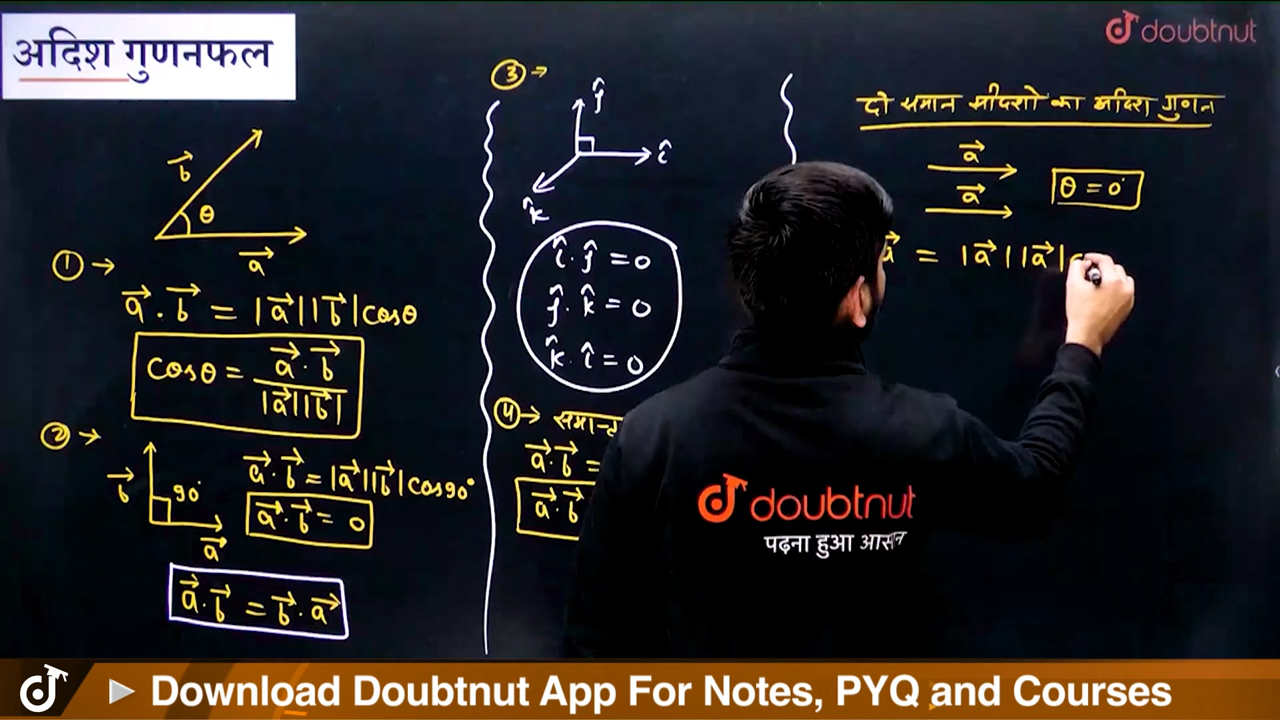 अदिश गुणनफल
doubtnut
b⃗
θ
a⃗
① →
a⃗ . b⃗ = |a⃗||b⃗|cosθ
cosθ = a⃗ . b⃗ / |a⃗||b⃗|
② →
b⃗
90°
a⃗
a⃗.b⃗ = |a⃗||b⃗|cos90°
a⃗.b⃗ = 0
a⃗.b⃗ = b⃗.a⃗
③ →
ĵ
î
k̂
î.ĵ = 0
ĵ.k̂ = 0
k̂.î = 0
④ →
a⃗.b⃗ =
a⃗.b⃗
दो समान सदिशों का अदिश गुणन
a⃗
a⃗
θ = 0°
a⃗ = |a⃗||a⃗|
doubtnut
पढ़ना हुआ आसान
Download Doubtnut App For Notes, PYQ and Courses